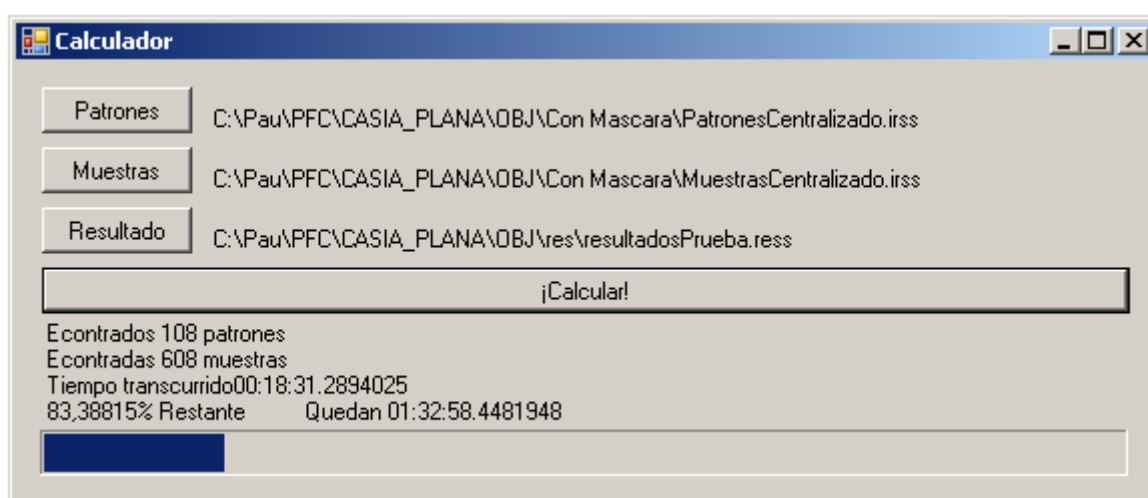 Calculador
Patrones C:\Pau\PFC\CASIA_PLANA\OBJ\Con Mascara\PatronesCentralizado.irss
Muestras C:\Pau\PFC\CASIA_PLANA\OBJ\Con Mascara\MuestrasCentralizado.irss
Resultado C:\Pau\PFC\CASIA_PLANA\OBJ\res\resultadosPrueba.ress
¡Calcular!
Econtrados 108 patrones
Econtradas 608 muestras
Tiempo transcurrido00:18:31.2894025
83,38815% Restante Quedan 01:32:58.4481948